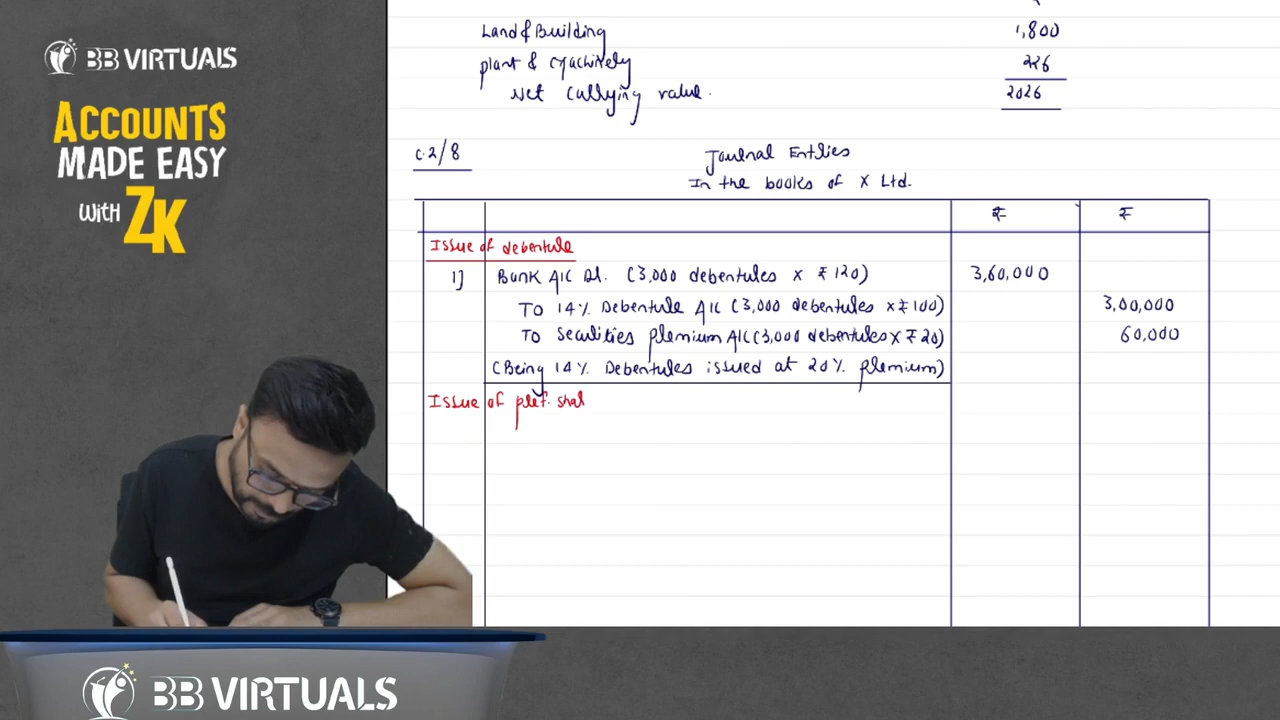 BB VIRTUALS
ACCOUNTS
MADE EASY
WITH ZK
Land & Building 1,800
Plant & Machinery 226
Net Carrying value. 2026
C.2/8
Journal Entries
In the books of X Ltd.
₹ ₹
Issue of debenture
1] Bank A/C Dr. (3,000 debentures x ₹120) 3,60,000
To 14% Debenture A/C (3,000 debentures x ₹100) 3,00,000
To Securities premium A/C (3,000 debentures x ₹20) 60,000
(Being 14% Debentures issued at 20% premium)
Issue of pref. shar
BB VIRTUALS